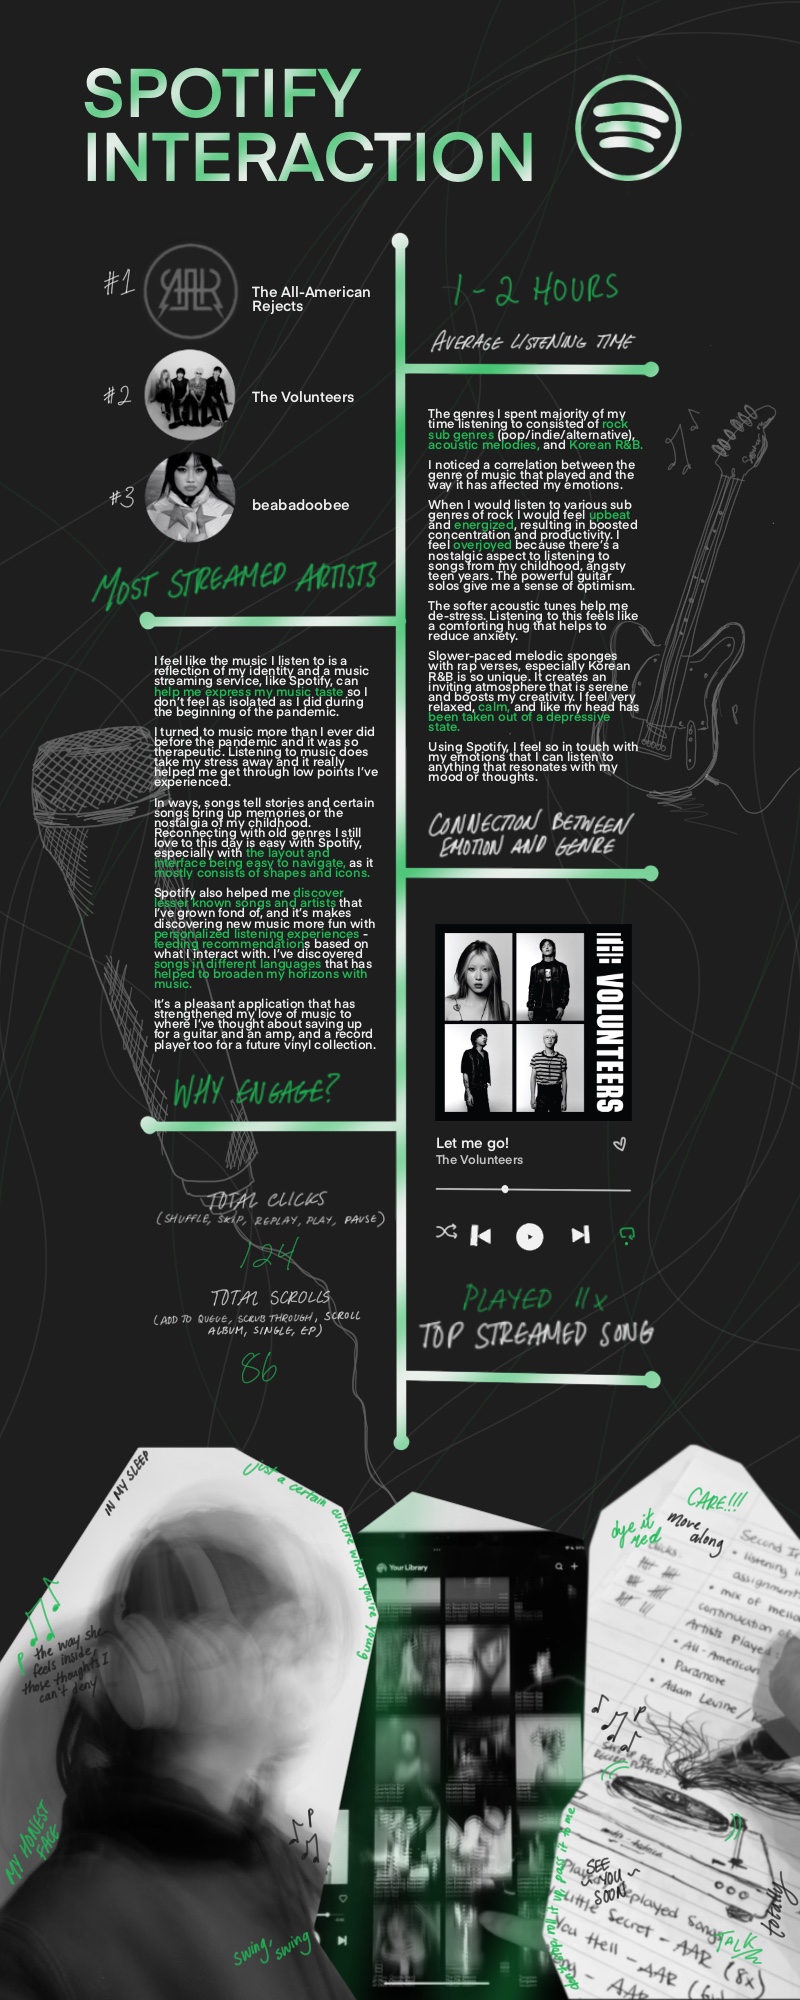 SPOTIFY
INTERACTION
#1
The All-American
Rejects
#2
The Volunteers
#3
beabadoobee
MOST STREAMED ARTISTS
1-2 HOURS
AVERAGE LISTENING TIME
The genres I spent majority of my
time listening to consisted of rock
sub genres (pop/indie/alternative),
acoustic melodies, and Korean R&B.
I noticed a correlation between the
genre of music that played and the
way it has affected my emotions.
When I would listen to various sub
genres of rock I would feel upbeat
and energized, resulting in boosted
concentration and productivity. I
feel overjoyed because there's a
nostalgic aspect to listening to
songs from my childhood, angsty
teen years. The powerful guitar
solos give me a sense of optimism.
The softer acoustic tunes help me
de-stress. Listening to this feels like
a comforting hug that helps to
reduce anxiety.
Slower-paced melodic sponges
with rap verses, especially Korean
R&B is so unique. It creates an
inviting atmosphere that is serene
and boosts my creativity. I feel very
relaxed, calm, and like my head has
been taken out of a depressive
state.
Using Spotify, I feel so in touch with
my emotions that I can listen to
anything that resonates with my
mood or thoughts.
CONNECTION BETWEEN
EMOTION AND GENRE
I feel like the music I listen to is a
reflection of my identity and a music
streaming service, like Spotify, can
help me express my music taste so I
don't feel as isolated as I did during
the beginning of the pandemic.
I turned to music more than I ever did
before the pandemic and it was so
therapeutic. Listening to music does
take my stress away and it really
helped me get through low points I've
experienced.
In ways, songs tell stories and certain
songs bring up memories or the
nostalgia of my childhood.
Reconnecting with old genres I still
love to this day is easy with Spotify,
especially with the layout and
interface being easy to navigate, as it
mostly consists of shapes and icons.
Spotify also helped me discover
lesser known songs and artists that
I've grown fond of, and it's makes
discovering new music more fun with
personalized listening experiences -
feeding recommendations based on
what I interact with. I've discovered
songs in different languages that has
helped to broaden my horizons with
music.
It's a pleasant application that has
strengthened my love of music to
where I've thought about saving up
for a guitar and an amp, and a record
player too for a future vinyl collection.
WHY ENGAGE?
VOLUNTEERS
Let me go!
The Volunteers
PLAYED 11x
TOP STREAMED SONG
TOTAL CLICKS
(SHUFFLE, SKIP, REPLAY, PLAY, PAUSE)
124
TOTAL SCROLLS
(ADD TO QUEUE, SCRUB THROUGH, SCROLL
ALBUM, SINGLE, EP)
86
IN MY SLEEP
Just a certain culture when you're young
the way she
feels inside,
those thoughts I
can't deny
MY HONEST
FACE
swing, swing
Your Library
CARE!!!
dye it
red
move
along
Second In
• listening
assignment
• mix of
continuation of
Artists Played:
• All-American
• Paramore
• Adam Levine/
SEE
YOU
SOON
totally
TALK
roll it up, pass it to me
replayed songs
Little Secret - AAR (8x)
You Hell - AAR
- AAR